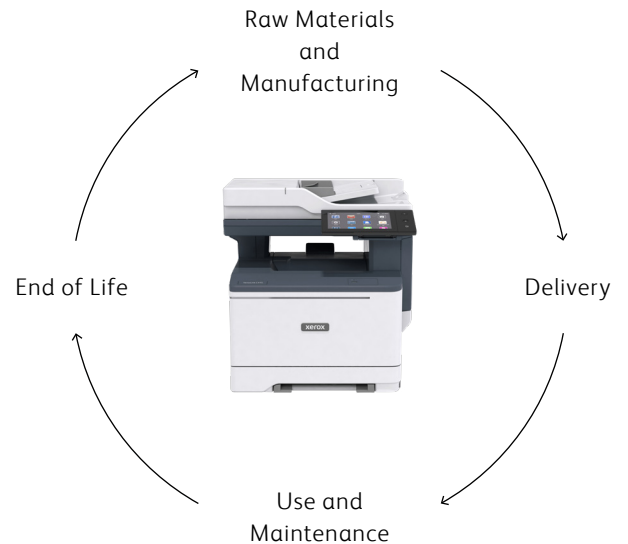 Raw Materials
and
Manufacturing
End of Life
Delivery
xerox
Use and
Maintenance